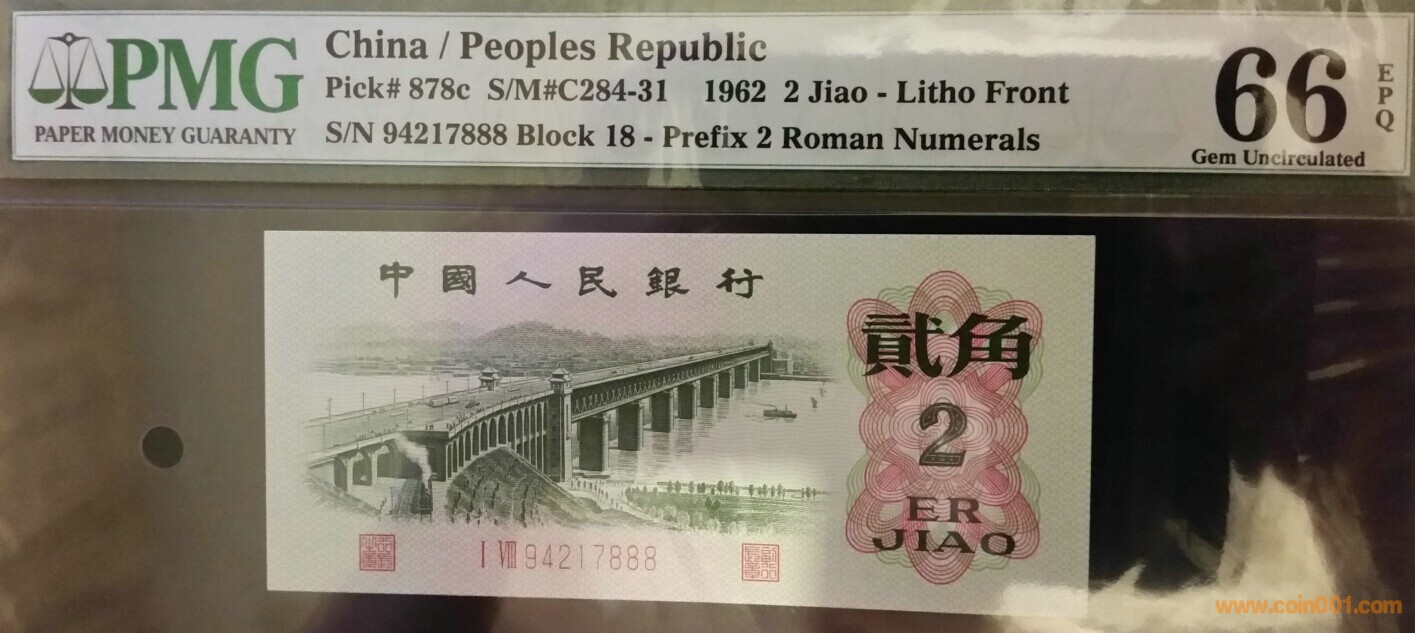 PMG
PAPER MONEY GUARANTY
China / Peoples Republic
Pick# 878c S/M#C284-31 1962 2 Jiao - Litho Front
S/N 94217888 Block 18 - Prefix 2 Roman Numerals
66
EPQ
Gem Uncirculated
中國人民銀行
貳角
2
ER
JIAO
I VIII 94217888
www.coin001.com